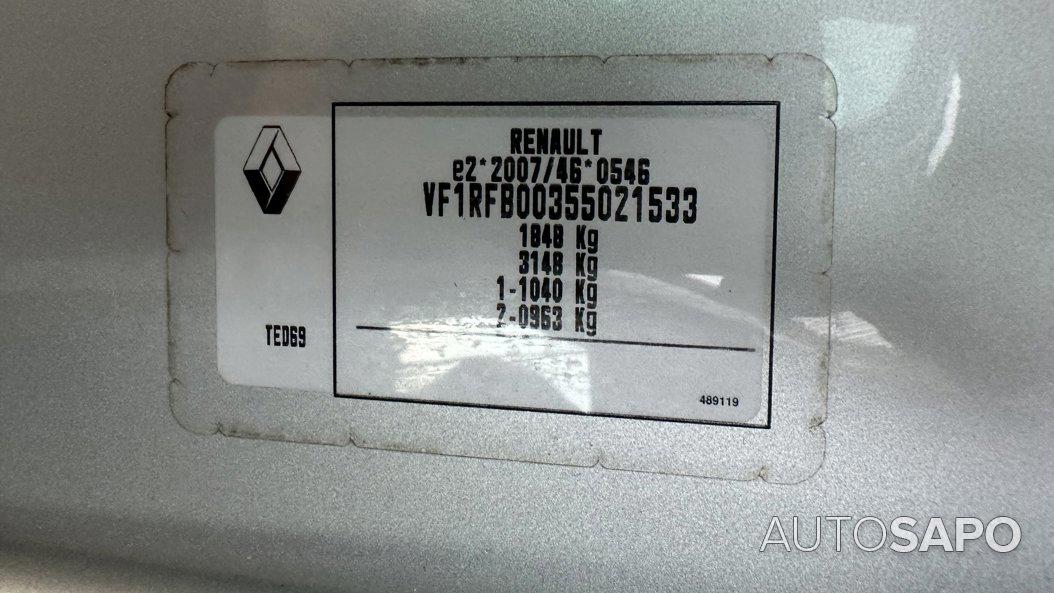 RENAULT
e2*2007/46*0546
VF1RFB00355021533
1848 Kg
3148 Kg
1-1040 Kg
2-0963 Kg
TED69
489119
AUTOSAPO